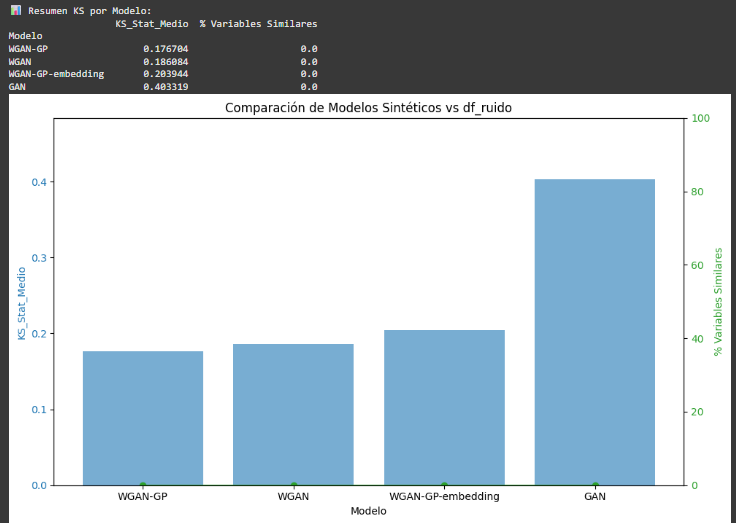 📊 Resumen KS por Modelo:
KS_Stat_Medio % Variables Similares
Modelo
WGAN-GP 0.176704 0.0
WGAN 0.186084 0.0
WGAN-GP-embedding 0.203944 0.0
GAN 0.403319 0.0
Comparación de Modelos Sintéticos vs df_ruido
KS_Stat_Medio
0.4
0.3
0.2
0.1
0.0
100
80
60
40
20
0
% Variables Similares
WGAN-GP WGAN WGAN-GP-embedding GAN
Modelo